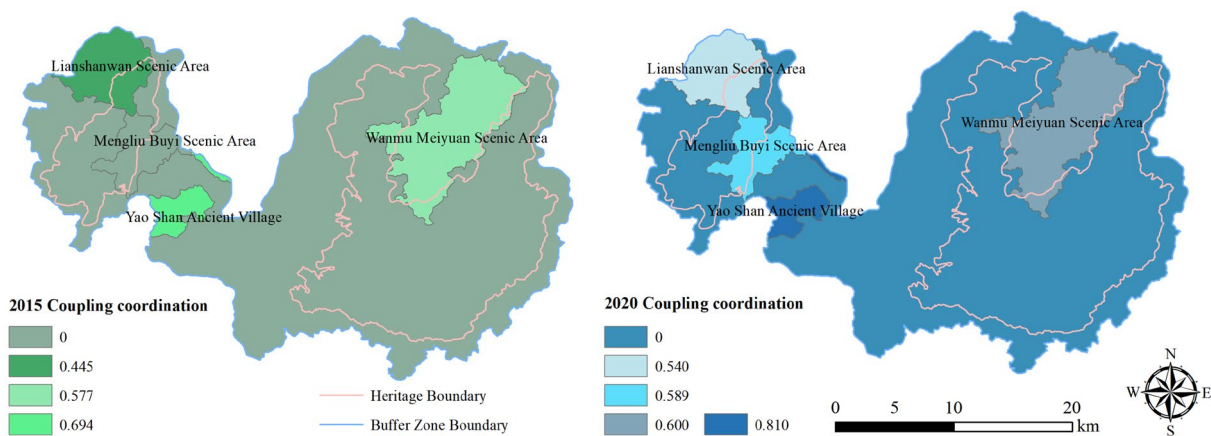 Lianshanwan Scenic Area
Mengliu Buyi Scenic Area
Wanmu Meiyuan Scenic Area
Yao Shan Ancient Village
2015 Coupling coordination
0
0.445
0.577
0.694
Heritage Boundary
Buffer Zone Boundary
Lianshanwan Scenic Area
Wanmu Meiyuan Scenic Area
Mengliu Buyi Scenic Area
Yao Shan Ancient Village
2020 Coupling coordination
0
0.540
0.589
0.600
0.810
0 5 10 20 km
N
W E
S